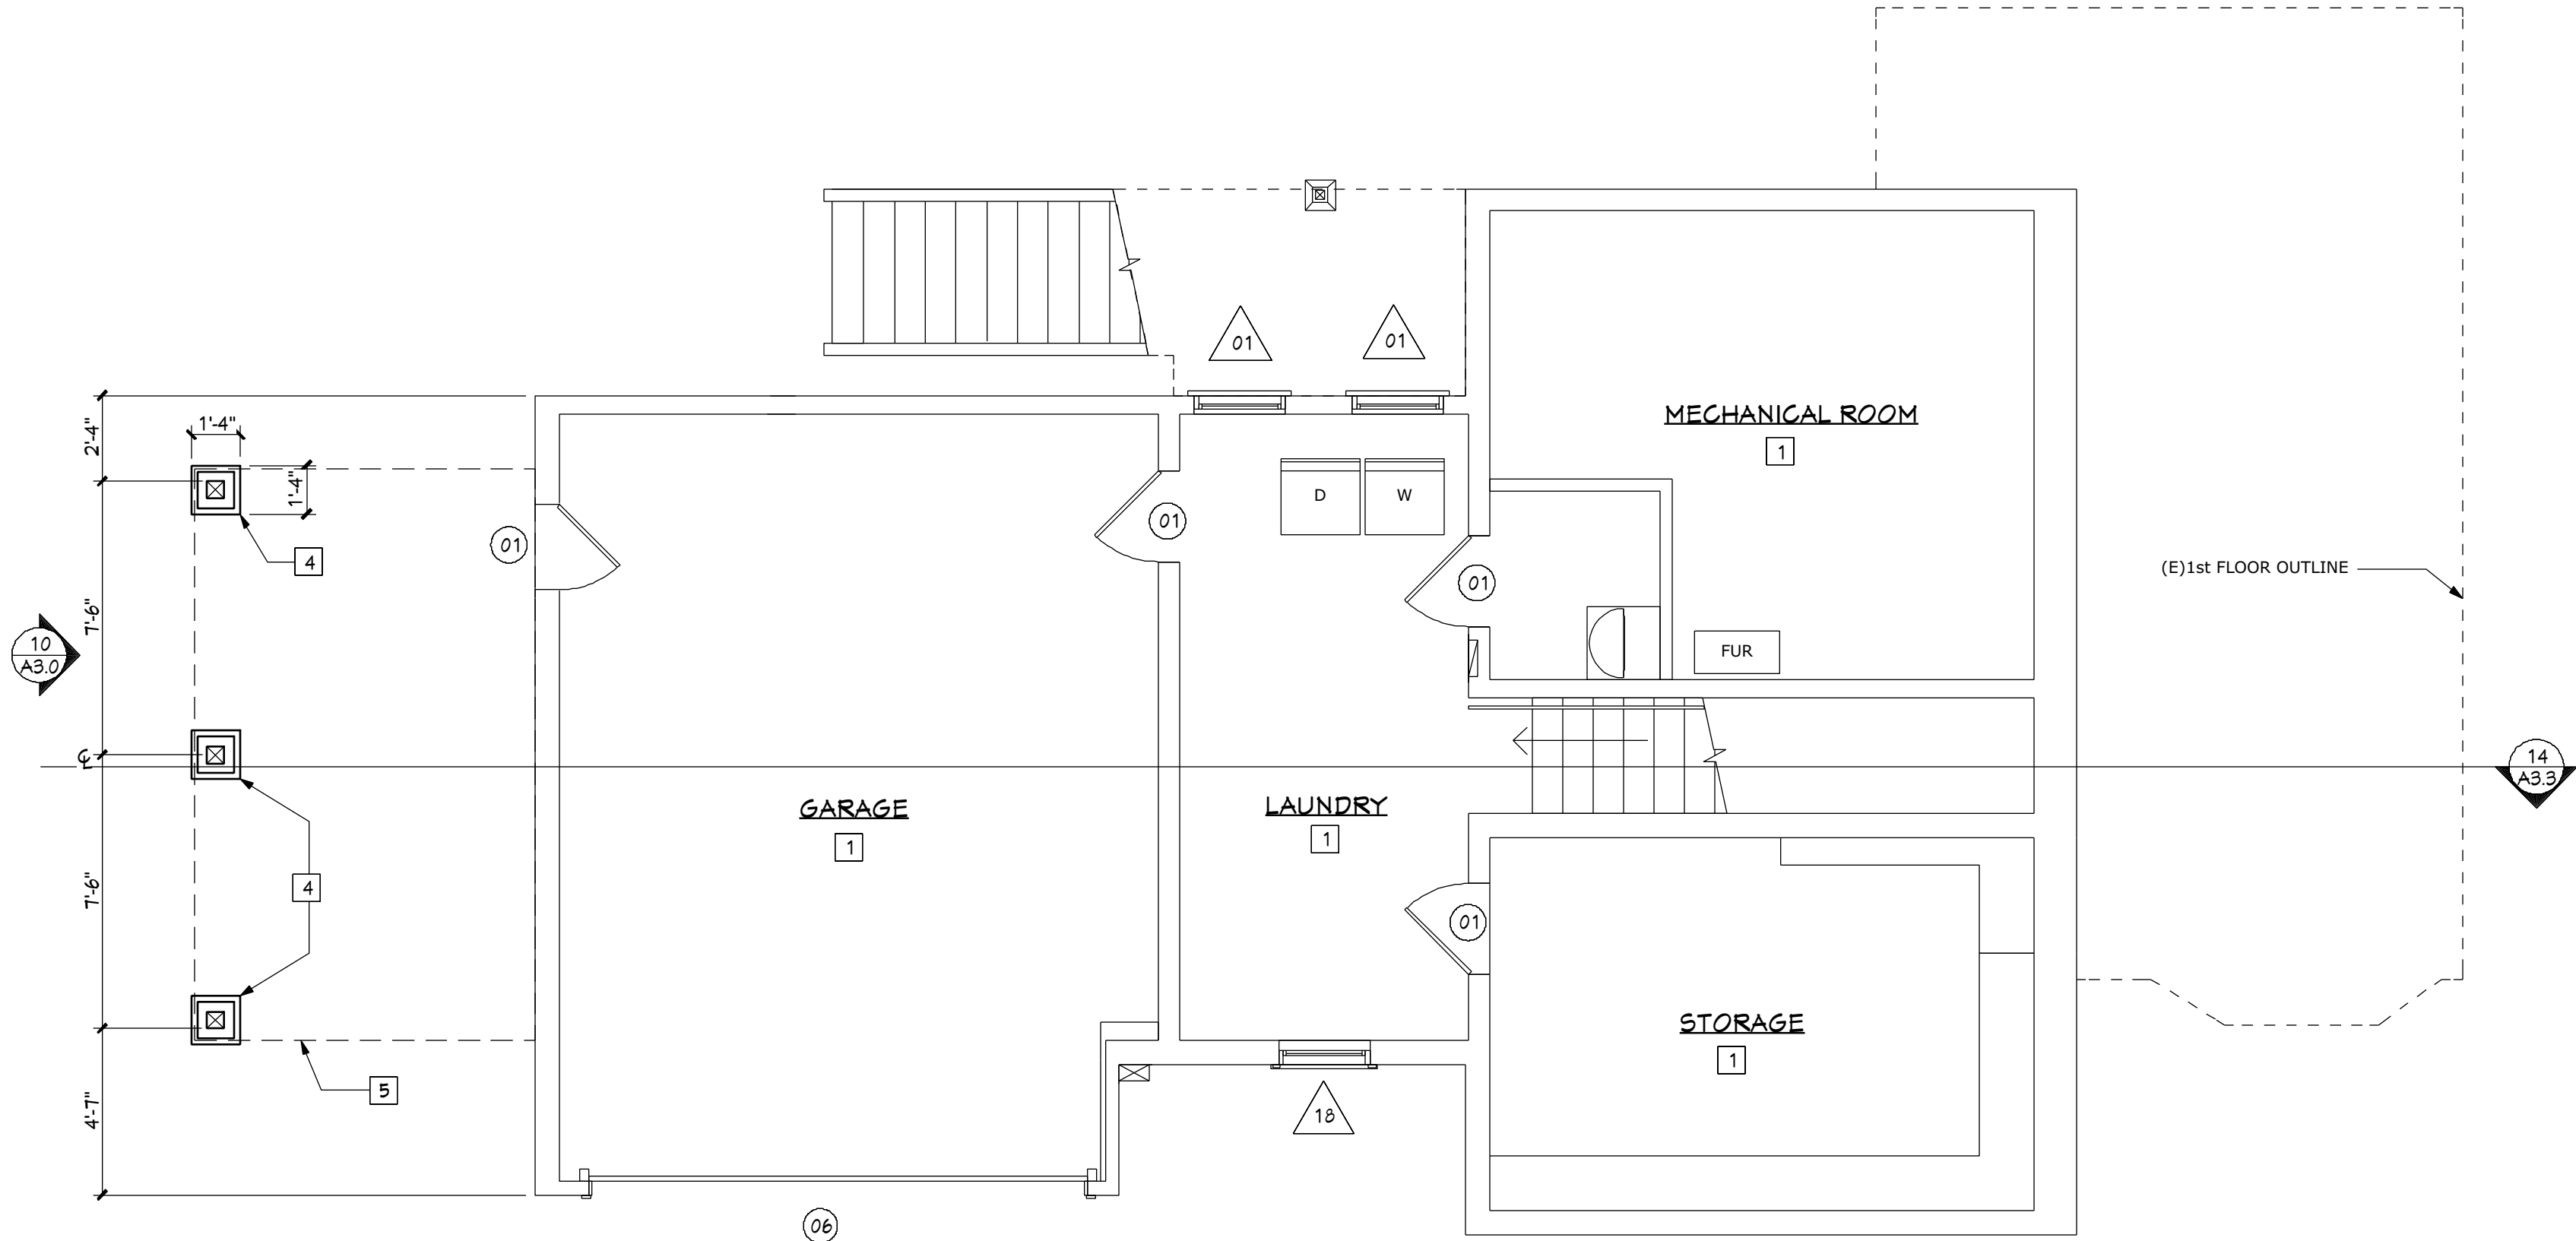 01
01
2'-4"
1'-4"
MECHANICAL ROOM
1
1'-4"
D
W
01
01
4
(E)1st FLOOR OUTLINE
01
7'-6"
10
A3.0
FUR
℄
14
A3.3
GARAGE
1
LAUNDRY
1
7'-6"
4
01
STORAGE
1
5
4'-7"
18
06